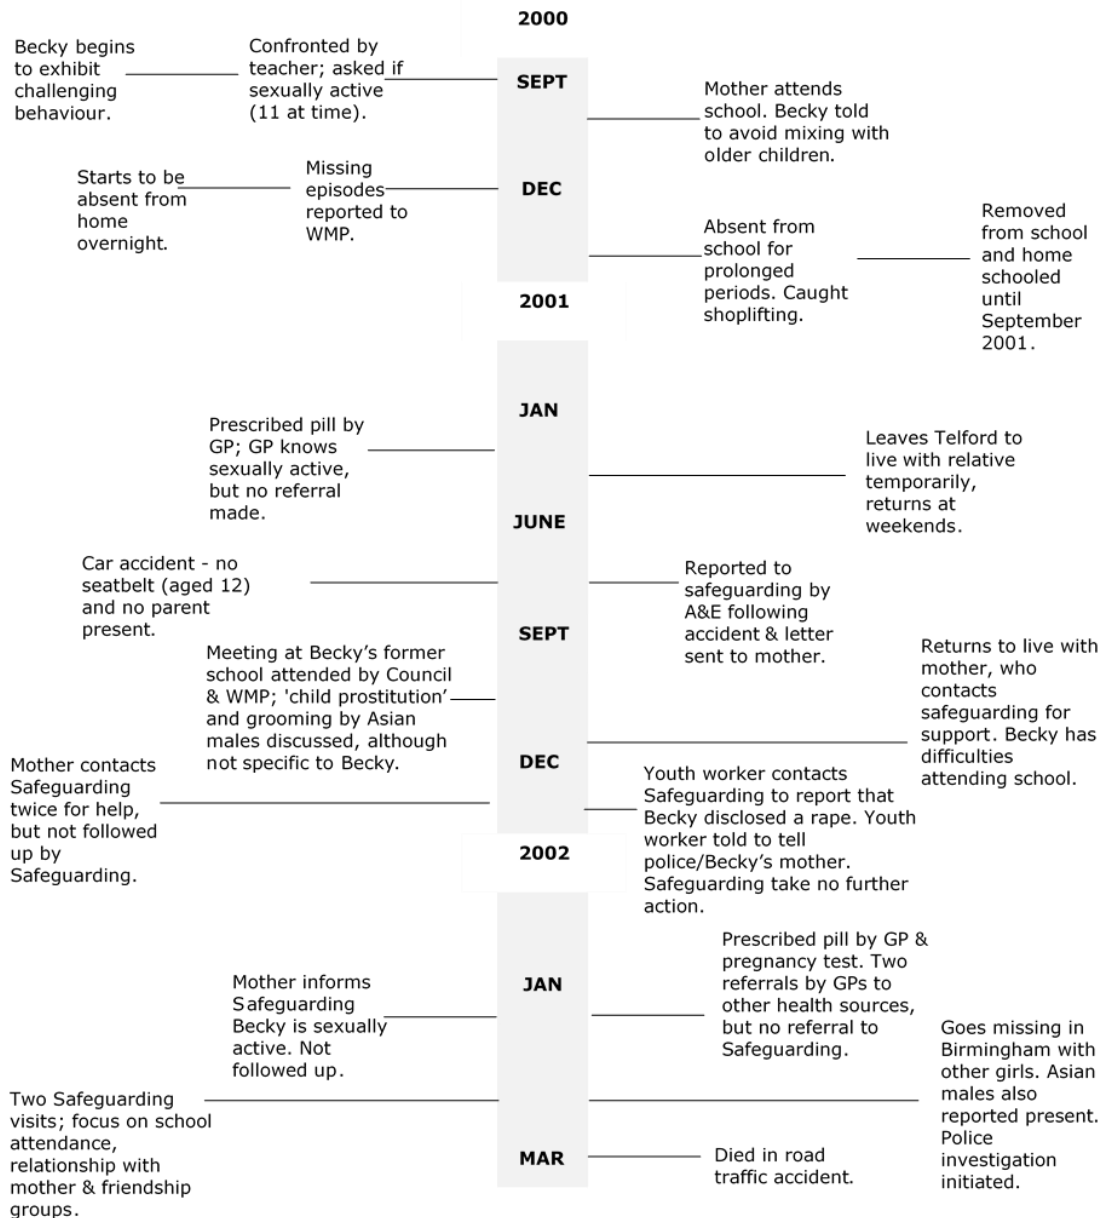 2000
Becky begins
to exhibit
challenging
behaviour.
Confronted by
teacher; asked if
sexually active
(11 at time).
SEPT
Mother attends
school. Becky told
to avoid mixing with
older children.
Starts to be
absent from
home
overnight.
Missing
episodes
reported to
WMP.
DEC
Absent from
school for
prolonged
periods. Caught
shoplifting.
Removed
from school
and home
schooled
until
September
2001.
2001
JAN
Prescribed pill by
GP; GP knows
sexually active,
but no referral
made.
Leaves Telford to
live with relative
temporarily,
returns at
weekends.
JUNE
Car accident - no
seatbelt (aged 12)
and no parent
present.
Reported to
safeguarding by
A&E following
accident & letter
sent to mother.
SEPT
Meeting at Becky’s former
school attended by Council
& WMP; 'child prostitution’
and grooming by Asian
males discussed, although
not specific to Becky.
Returns to live with
mother, who
contacts
safeguarding for
support. Becky has
difficulties
attending school.
DEC
Mother contacts
Safeguarding
twice for help,
but not followed
up by
Safeguarding.
Youth worker contacts
Safeguarding to report that
Becky disclosed a rape. Youth
worker told to tell
police/Becky’s mother.
Safeguarding take no further
action.
2002
JAN
Mother informs
Safeguarding
Becky is sexually
active. Not
followed up.
Prescribed pill by GP &
pregnancy test. Two
referrals by GPs to
other health sources,
but no referral to
Safeguarding.
Two Safeguarding
visits; focus on school
attendance,
relationship with
mother & friendship
groups.
Goes missing in
Birmingham with
other girls. Asian
males also
reported present.
Police
investigation
initiated.
MAR
Died in road
traffic accident.